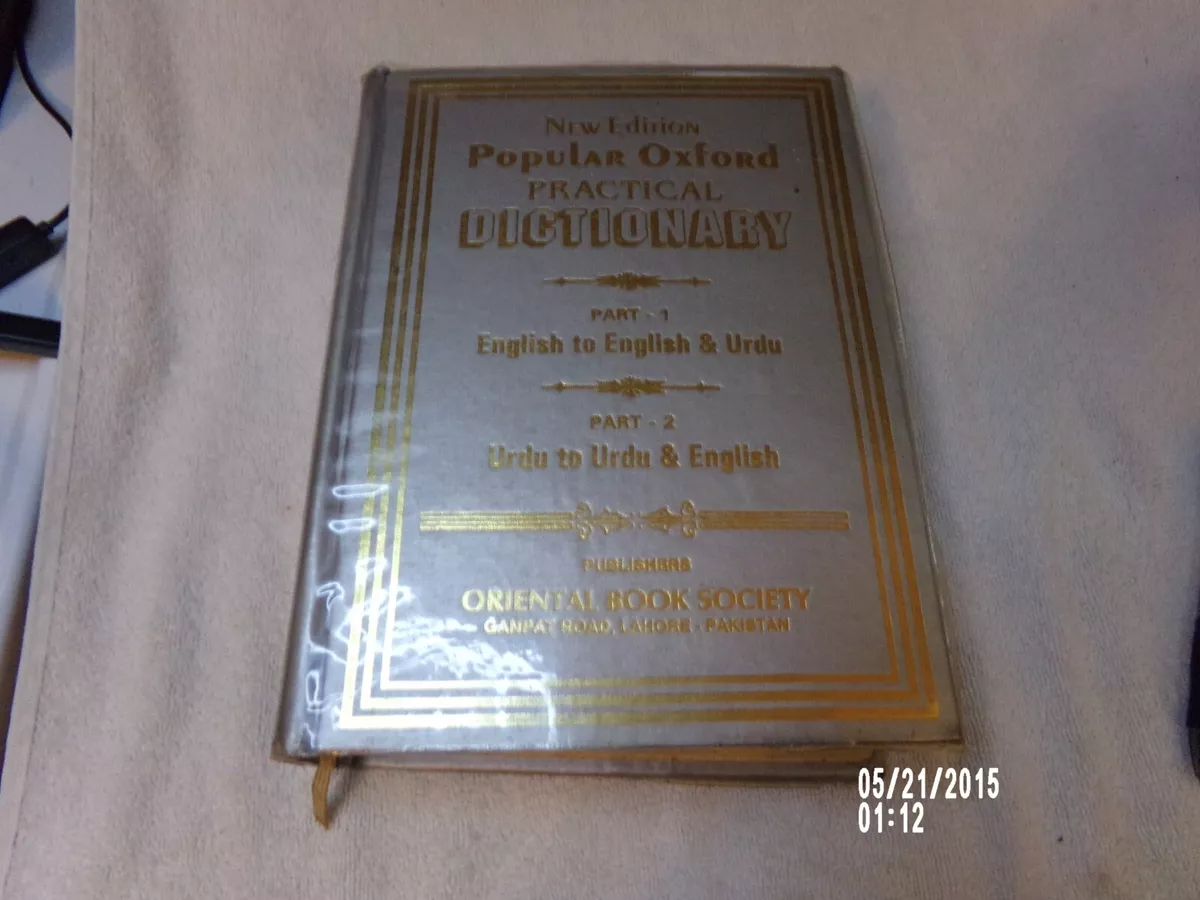 New Edition
Popular Oxford
PRACTICAL
DICTIONARY
PART - 1
English to English & Urdu
PART - 2
Urdu to Urdu & English
PUBLISHERS
ORIENTAL BOOK SOCIETY
GANPAT ROAD, LAHORE - PAKISTAN
05/21/2015
01:12